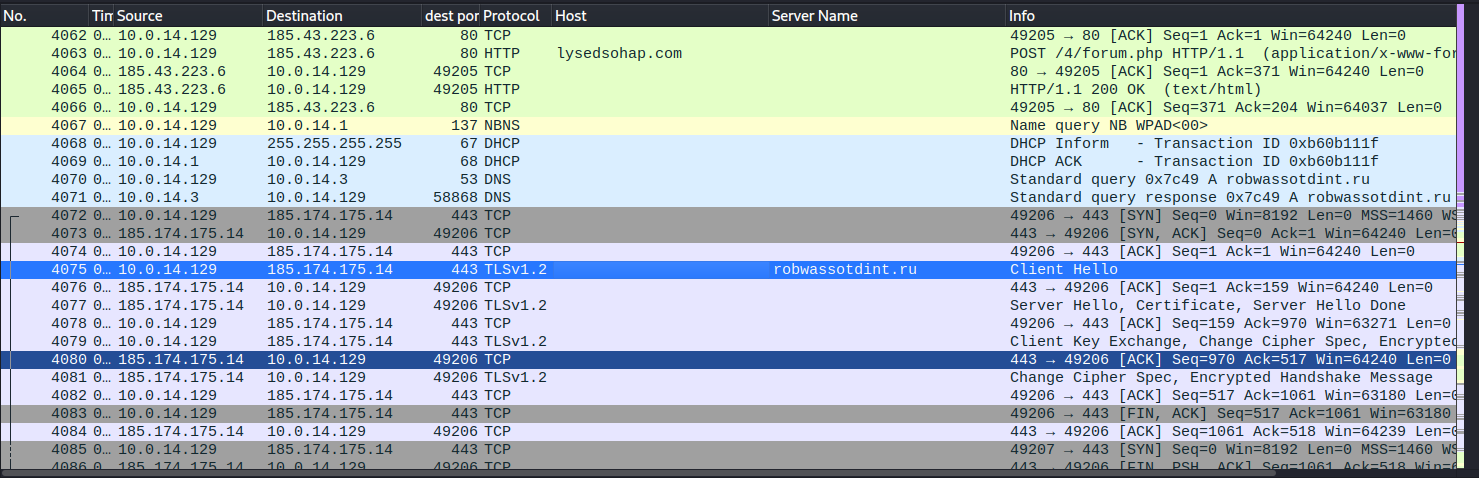 No. Tin Source Destination dest por Protocol Host Server Name Info
4062 0… 10.0.14.129 185.43.223.6 80 TCP 49205 → 80 [ACK] Seq=1 Ack=1 Win=64240 Len=0
4063 0… 10.0.14.129 185.43.223.6 80 HTTP lysedsohap.com POST /4/forum.php HTTP/1.1 (application/x-www-for
4064 0… 185.43.223.6 10.0.14.129 49205 TCP 80 → 49205 [ACK] Seq=1 Ack=371 Win=64240 Len=0
4065 0… 185.43.223.6 10.0.14.129 49205 HTTP HTTP/1.1 200 OK (text/html)
4066 0… 10.0.14.129 185.43.223.6 80 TCP 49205 → 80 [ACK] Seq=371 Ack=204 Win=64037 Len=0
4067 0… 10.0.14.129 10.0.14.1 137 NBNS Name query NB WPAD<00>
4068 0… 10.0.14.129 255.255.255.255 67 DHCP DHCP Inform - Transaction ID 0xb60b111f
4069 0… 10.0.14.1 10.0.14.129 68 DHCP DHCP ACK - Transaction ID 0xb60b111f
4070 0… 10.0.14.129 10.0.14.3 53 DNS Standard query 0x7c49 A robwassotdint.ru
4071 0… 10.0.14.3 10.0.14.129 58868 DNS Standard query response 0x7c49 A robwassotdint.ru
4072 0… 10.0.14.129 185.174.175.14 443 TCP 49206 → 443 [SYN] Seq=0 Win=8192 Len=0 MSS=1460 WS
4073 0… 185.174.175.14 10.0.14.129 49206 TCP 443 → 49206 [SYN, ACK] Seq=0 Ack=1 Win=64240 Len=0
4074 0… 10.0.14.129 185.174.175.14 443 TCP 49206 → 443 [ACK] Seq=1 Ack=1 Win=64240 Len=0
4075 0… 10.0.14.129 185.174.175.14 443 TLSv1.2 robwassotdint.ru Client Hello
4076 0… 185.174.175.14 10.0.14.129 49206 TCP 443 → 49206 [ACK] Seq=1 Ack=159 Win=64240 Len=0
4077 0… 185.174.175.14 10.0.14.129 49206 TLSv1.2 Server Hello, Certificate, Server Hello Done
4078 0… 10.0.14.129 185.174.175.14 443 TCP 49206 → 443 [ACK] Seq=159 Ack=970 Win=63271 Len=0
4079 0… 10.0.14.129 185.174.175.14 443 TLSv1.2 Client Key Exchange, Change Cipher Spec, Encrypted
4080 0… 185.174.175.14 10.0.14.129 49206 TCP 443 → 49206 [ACK] Seq=970 Ack=517 Win=64240 Len=0
4081 0… 185.174.175.14 10.0.14.129 49206 TLSv1.2 Change Cipher Spec, Encrypted Handshake Message
4082 0… 10.0.14.129 185.174.175.14 443 TCP 49206 → 443 [ACK] Seq=517 Ack=1061 Win=63180 Len=0
4083 0… 10.0.14.129 185.174.175.14 443 TCP 49206 → 443 [FIN, ACK] Seq=517 Ack=1061 Win=63180
4084 0… 185.174.175.14 10.0.14.129 49206 TCP 443 → 49206 [ACK] Seq=1061 Ack=518 Win=64239 Len=0
4085 0… 10.0.14.129 185.174.175.14 443 TCP 49207 → 443 [SYN] Seq=0 Win=8192 Len=0 MSS=1460 WS
4086 0… 185.174.175.14 10.0.14.129 49206 TCP 443 → 49206 [FIN, PSH, ACK] Seq=1061 Ack=518 Win=6